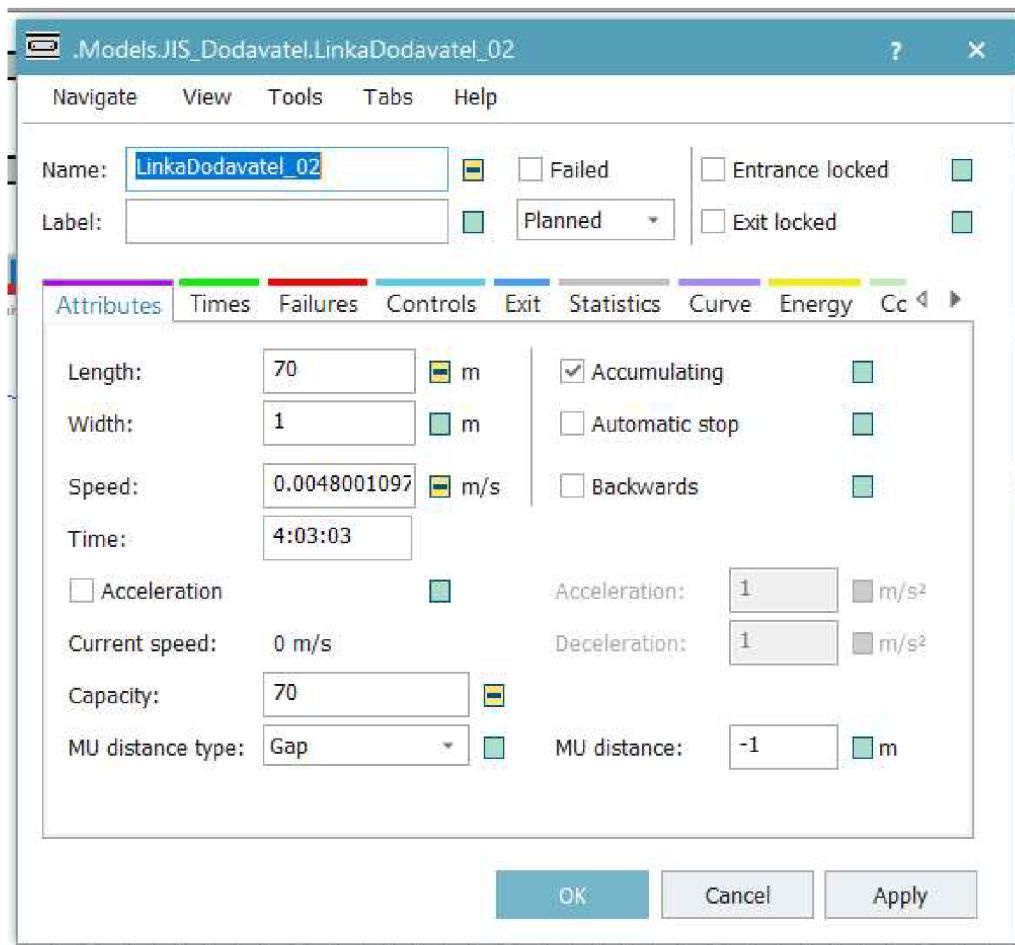 .Models.JIS_Dodavatel.LinkaDodavatel_02 ? ×
Navigate View Tools Tabs Help
Name: LinkaDodavatel_02 Failed Entrance locked
Label: Planned Exit locked
Attributes Times Failures Controls Exit Statistics Curve Energy Cc
Length: 70 m Accumulating
Width: 1 m Automatic stop
Speed: 0.0048001097 m/s Backwards
Time: 4:03:03
Acceleration Acceleration: 1 m/s²
Current speed: 0 m/s Deceleration: 1 m/s²
Capacity: 70
MU distance type: Gap MU distance: -1 m
OK Cancel Apply